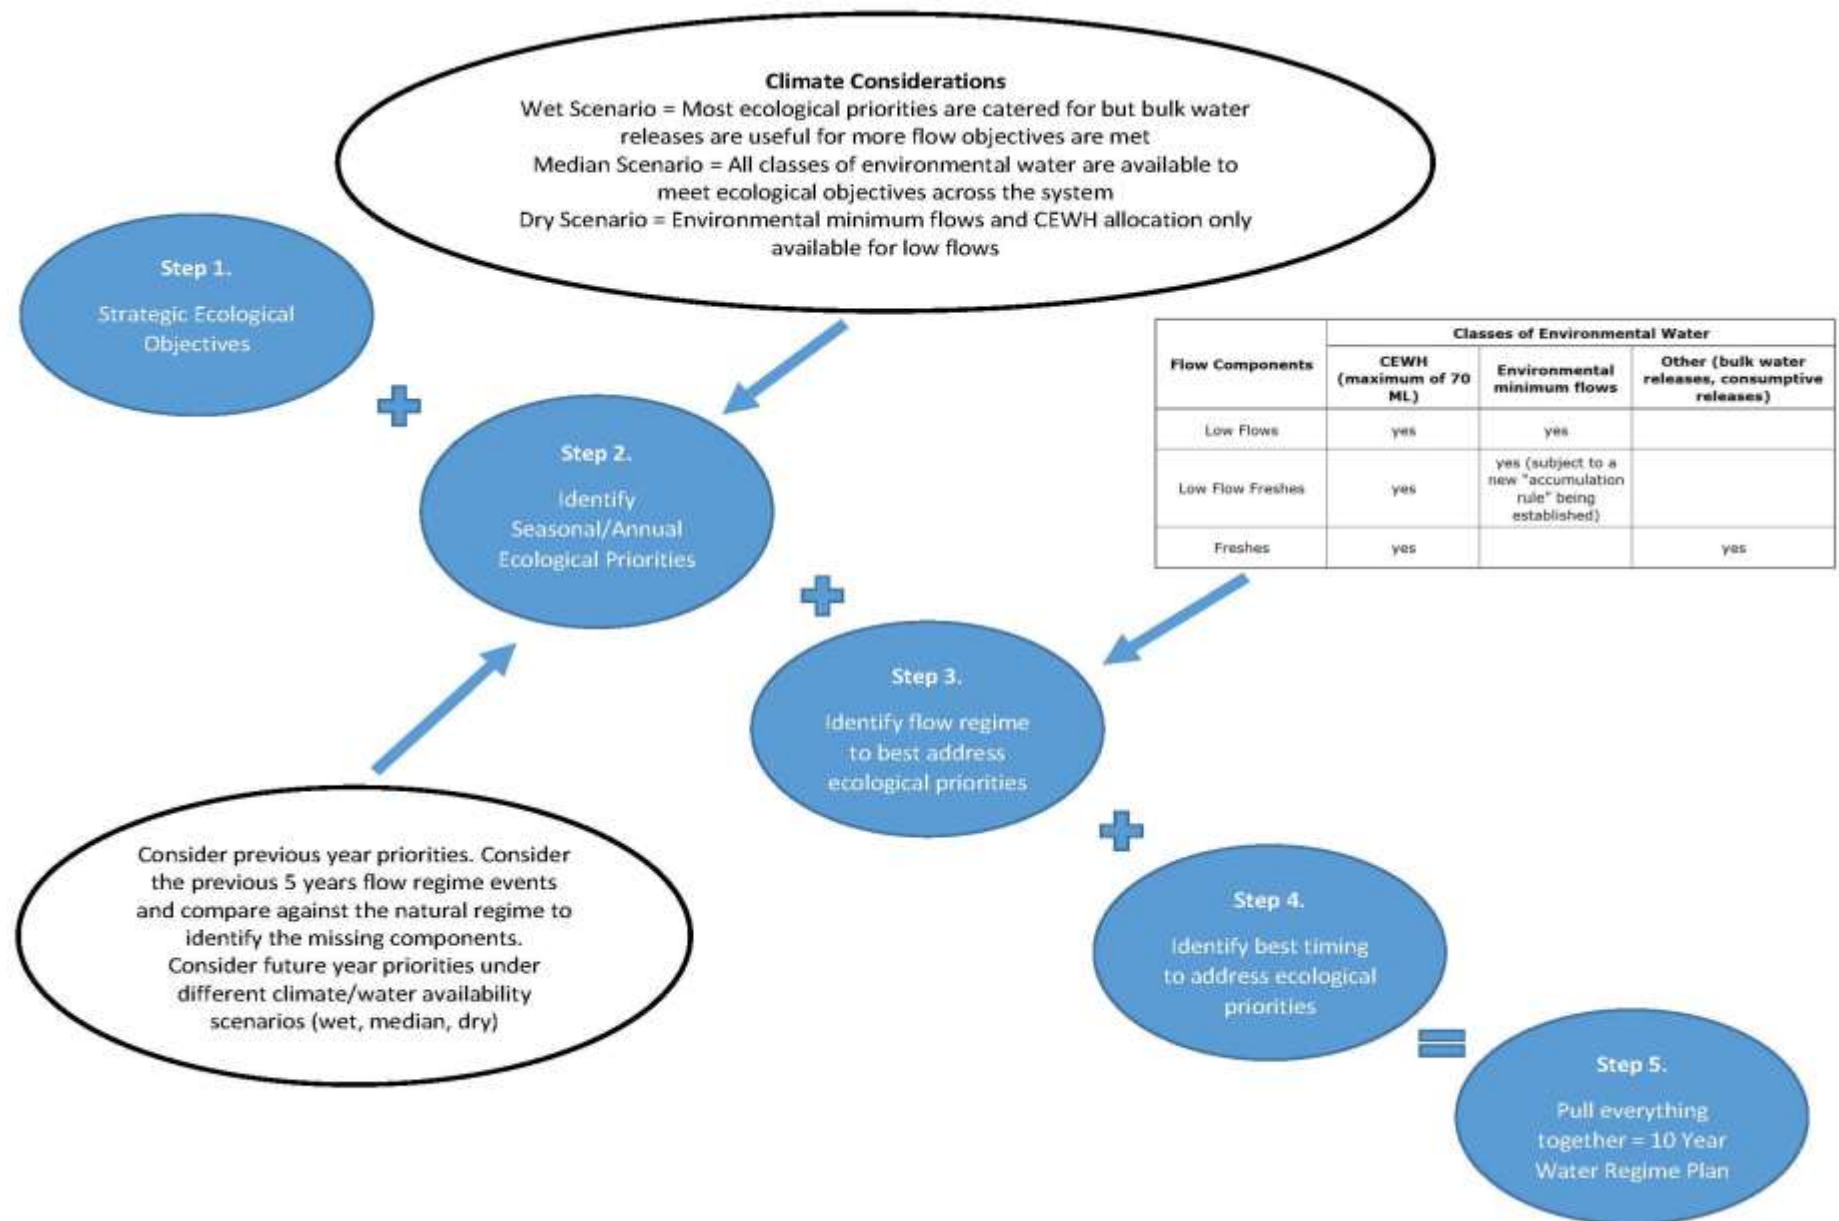 Climate Considerations
Wet Scenario = Most ecological priorities are catered for but bulk water
releases are useful for more flow objectives are met
Median Scenario = All classes of environmental water are available to
meet ecological objectives across the system
Dry Scenario = Environmental minimum flows and CEWH allocation only
available for low flows
Step 1.
Strategic Ecological
Objectives
Step 2.
Identify
Seasonal/Annual
Ecological Priorities
Flow Components
Classes of Environmental Water
CEWH
(maximum of 70
ML)
Environmental
minimum flows
Other (bulk water
releases, consumptive
releases)
Low Flows
yes
yes
Low Flow Freshes
yes
yes (subject to a
new "accumulation
rule" being
established)
Freshes
yes
yes
Step 3.
Identify flow regime
to best address
ecological priorities
Consider previous year priorities. Consider
the previous 5 years flow regime events
and compare against the natural regime to
identify the missing components.
Consider future year priorities under
different climate/water availability
scenarios (wet, median, dry)
Step 4.
Identify best timing
to address ecological
priorities
Step 5.
Pull everything
together = 10 Year
Water Regime Plan